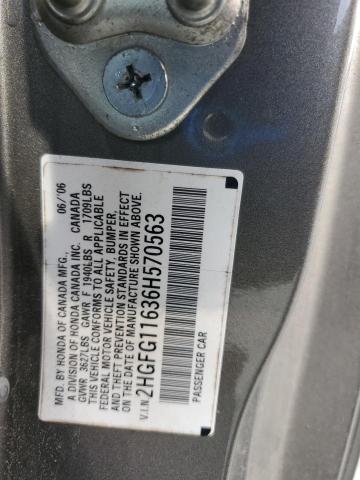 MFD. BY HONDA OF CANADA MFG., 06/06
A DIVISION OF HONDA CANADA INC. CANADA
GVWR 3627LBS GAWR F 1940LBS R 1709LBS
THIS VEHICLE CONFORMS TO ALL APPLICABLE
FEDERAL MOTOR VEHICLE SAFETY, BUMPER,
AND THEFT PREVENTION STANDARDS IN EFFECT
ON THE DATE OF MANUFACTURE SHOWN ABOVE.
V.I.N. 2HGFG11636H570563
PASSENGER CAR